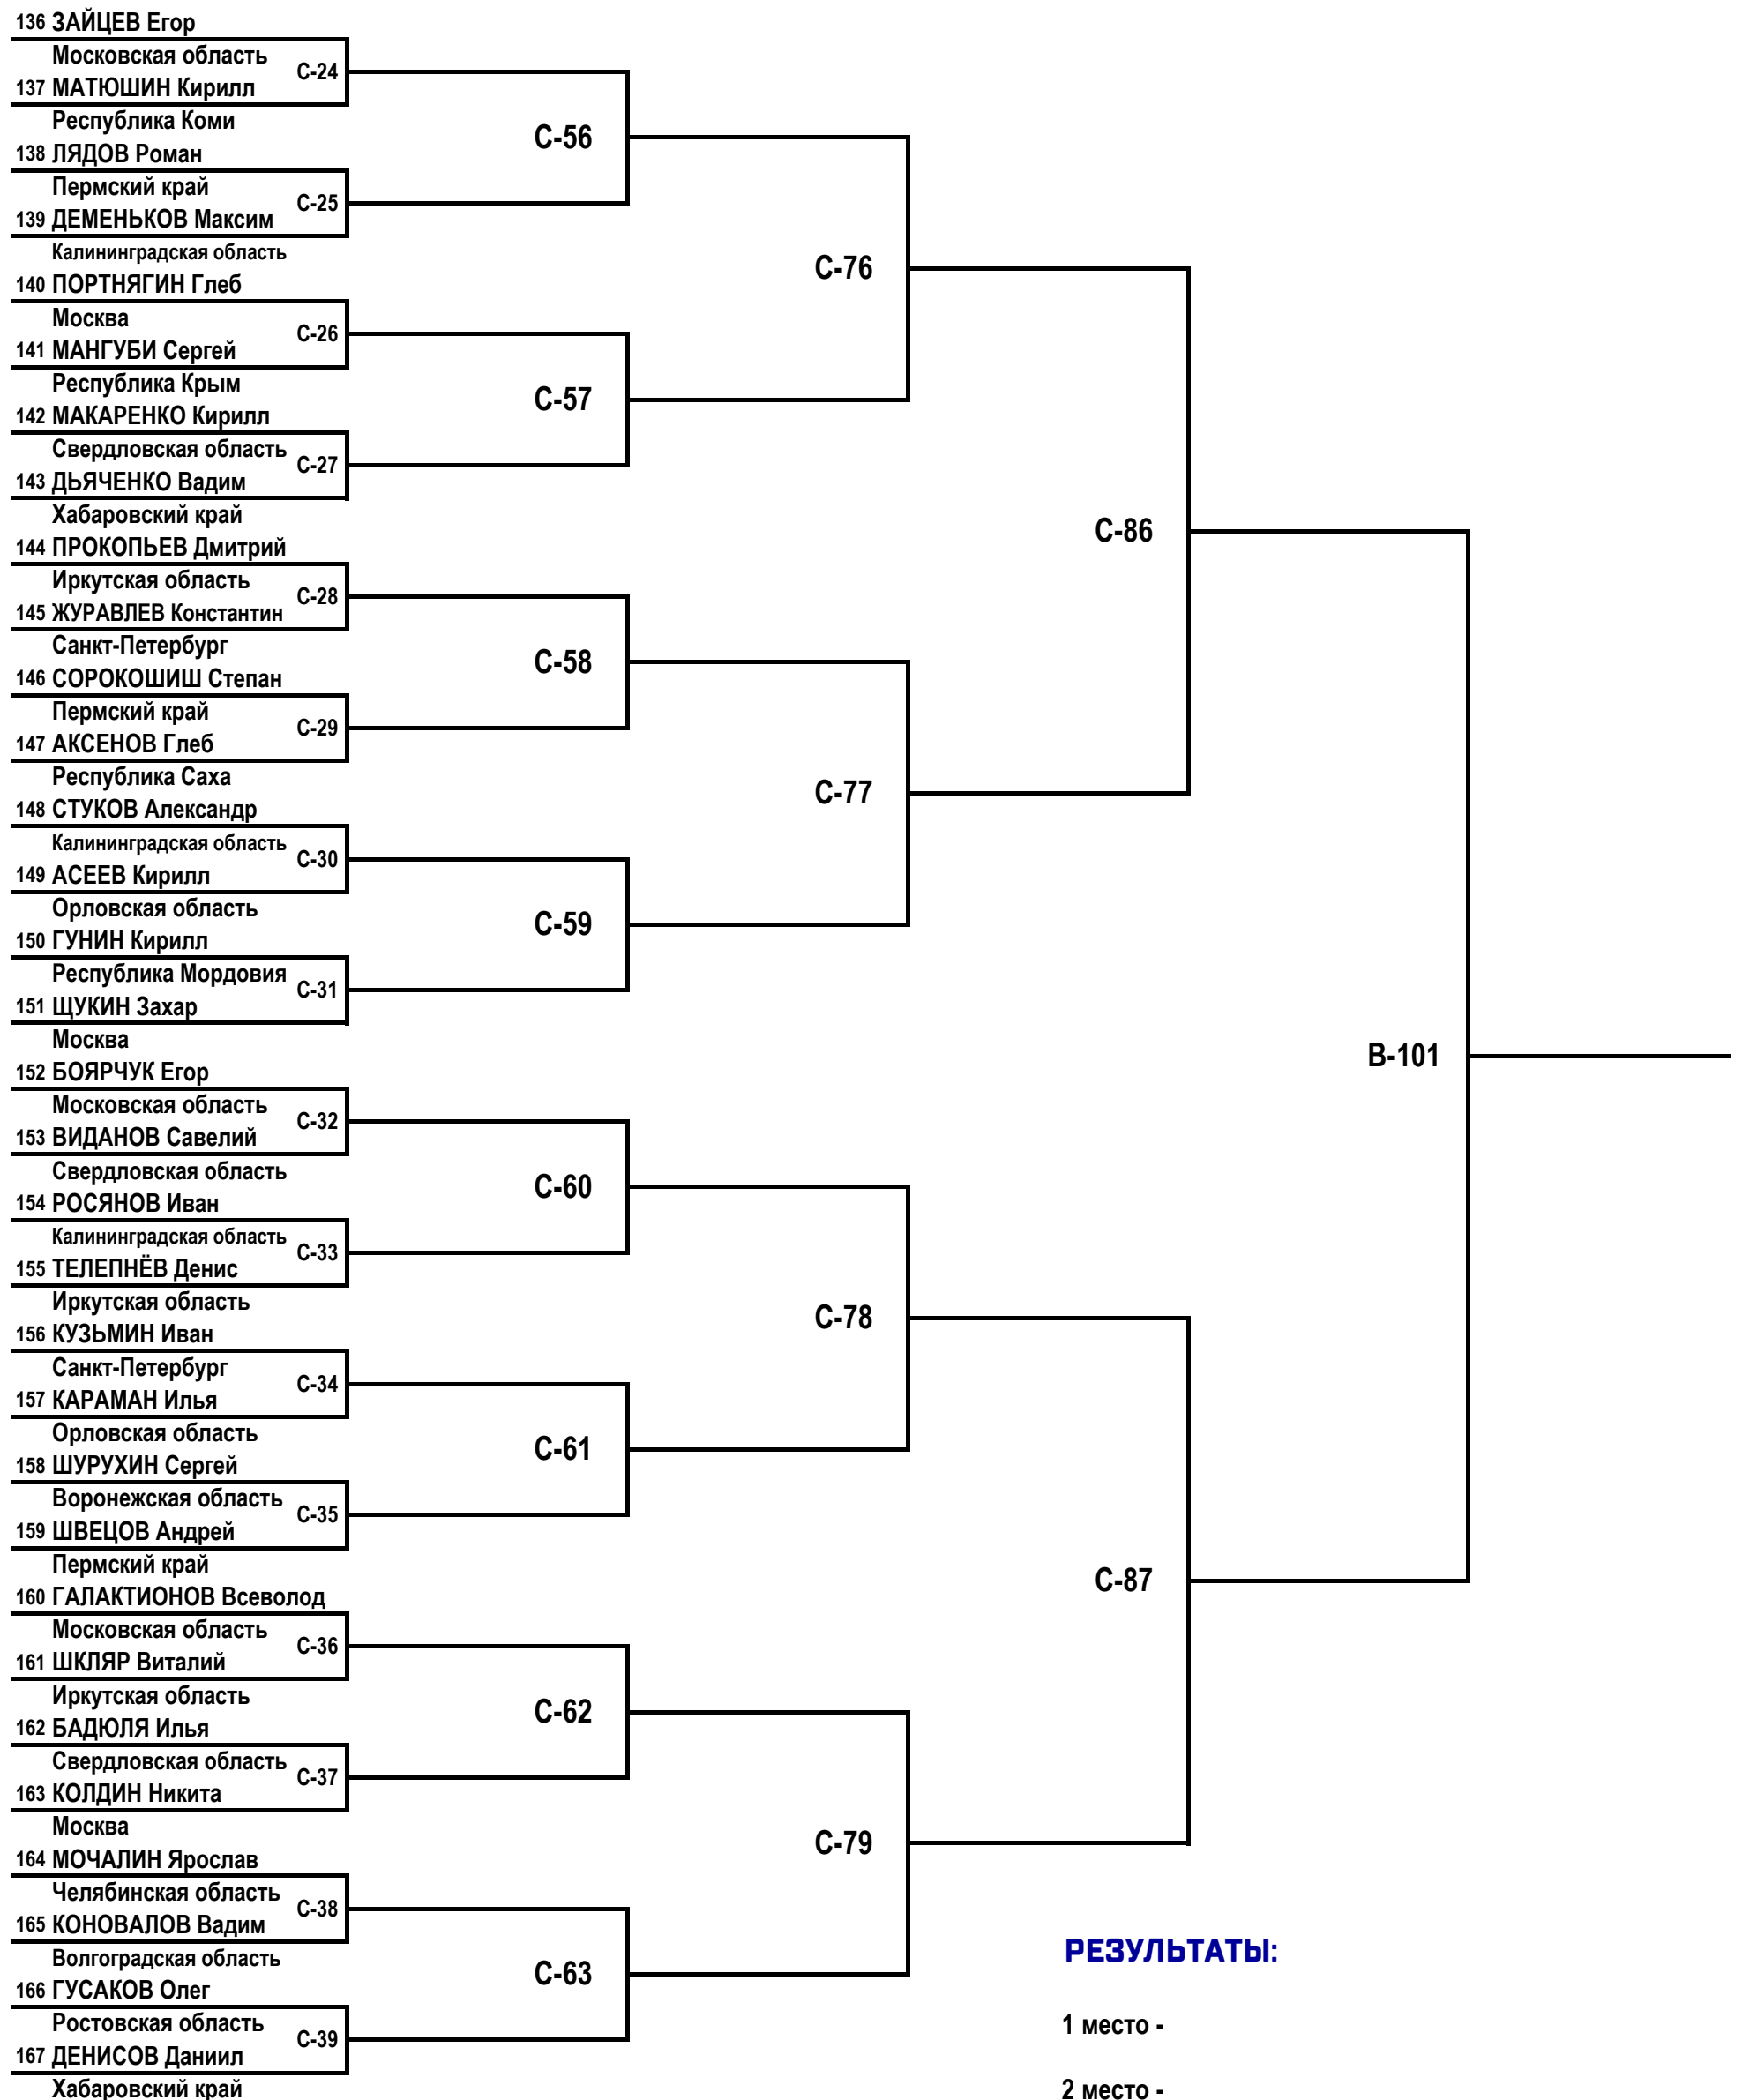 136 ЗАЙЦЕВ Егор
Московская область
С-24
137 МАТЮШИН Кирилл
Республика Коми
С-56
138 ЛЯДОВ Роман
Пермский край
С-25
139 ДЕМЕНЬКОВ Максим
Калининградская область
С-76
140 ПОРТНЯГИН Глеб
Москва
С-26
141 МАНГУБИ Сергей
Республика Крым
С-57
142 МАКАРЕНКО Кирилл
Свердловская область
С-27
143 ДЬЯЧЕНКО Вадим
Хабаровский край
С-86
144 ПРОКОПЬЕВ Дмитрий
Иркутская область
С-28
145 ЖУРАВЛЕВ Константин
Санкт-Петербург
С-58
146 СОРОКОШИШ Степан
Пермский край
С-29
147 АКСЕНОВ Глеб
Республика Саха
С-77
148 СТУКОВ Александр
Калининградская область
С-30
149 АСЕЕВ Кирилл
Орловская область
С-59
150 ГУНИН Кирилл
Республика Мордовия
С-31
151 ЩУКИН Захар
Москва
В-101
152 БОЯРЧУК Егор
Московская область
С-32
153 ВИДАНОВ Савелий
Свердловская область
С-60
154 РОСЯНОВ Иван
Калининградская область
С-33
155 ТЕЛЕПНЁВ Денис
Иркутская область
С-78
156 КУЗЬМИН Иван
Санкт-Петербург
С-34
157 КАРАМАН Илья
Орловская область
С-61
158 ШУРУХИН Сергей
Воронежская область
С-35
159 ШВЕЦОВ Андрей
Пермский край
С-87
160 ГАЛАКТИОНОВ Всеволод
Московская область
С-36
161 ШКЛЯР Виталий
Иркутская область
С-62
162 БАДЮЛЯ Илья
Свердловская область
С-37
163 КОЛДИН Никита
Москва
С-79
164 МОЧАЛИН Ярослав
Челябинская область
С-38
165 КОНОВАЛОВ Вадим
РЕЗУЛЬТАТЫ:
Волгоградская область
С-63
166 ГУСАКОВ Олег
Ростовская область
1 место -
С-39
167 ДЕНИСОВ Даниил
Хабаровский край
2 место -